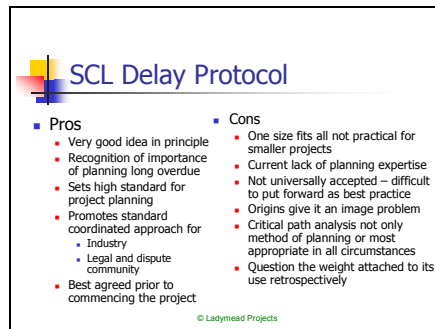 SCL Delay Protocol
Pros
Very good idea in principle
Recognition of importance
of planning long overdue
Sets high standard for
project planning
Promotes standard
coordinated approach for
Industry
Legal and dispute
community
Best agreed prior to
commencing the project
Cons
One size fits all not practical for
smaller projects
Current lack of planning expertise
Not universally accepted – difficult
to put forward as best practice
Origins give it an image problem
Critical path analysis not only
method of planning or most
appropriate in all circumstances
Question the weight attached to its
use retrospectively
© Ladymead Projects